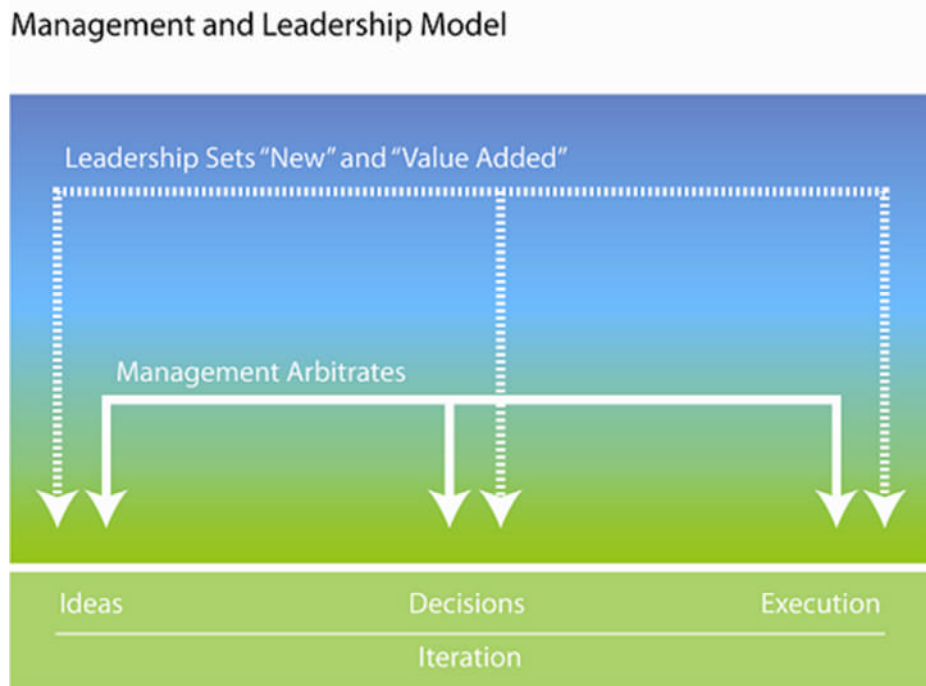 Management and Leadership Model
Leadership Sets “New” and “Value Added”
Management Arbitrates
Ideas
Decisions
Execution
Iteration